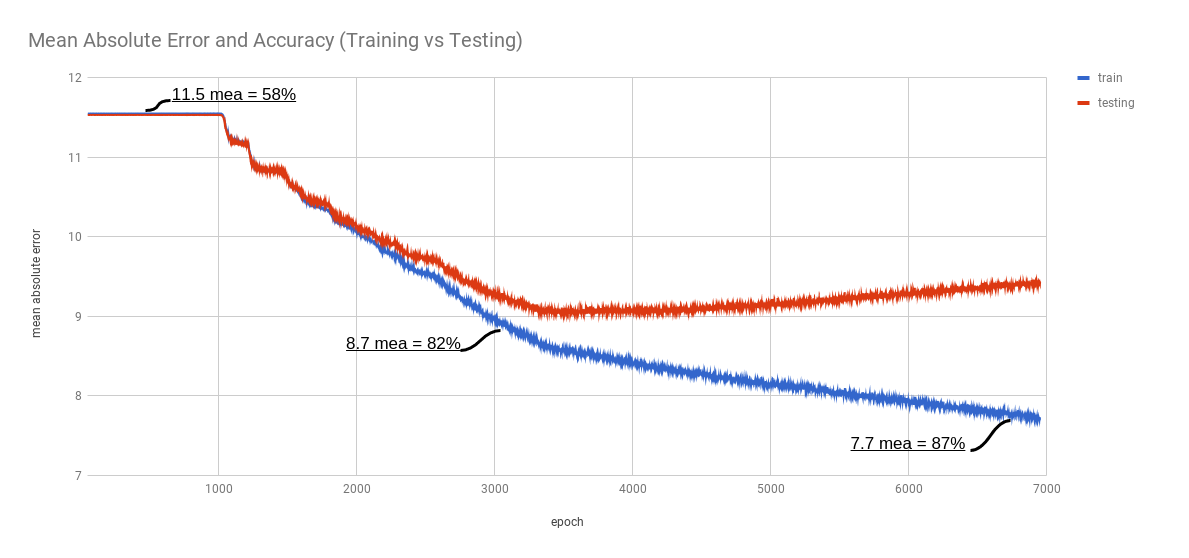 Mean Absolute Error and Accuracy (Training vs Testing)
train
testing
12
11
10
9
8
7
11.5 mea = 58%
8.7 mea = 82%
7.7 mea = 87%
mean absolute error
1000
2000
3000
4000
5000
6000
7000
epoch